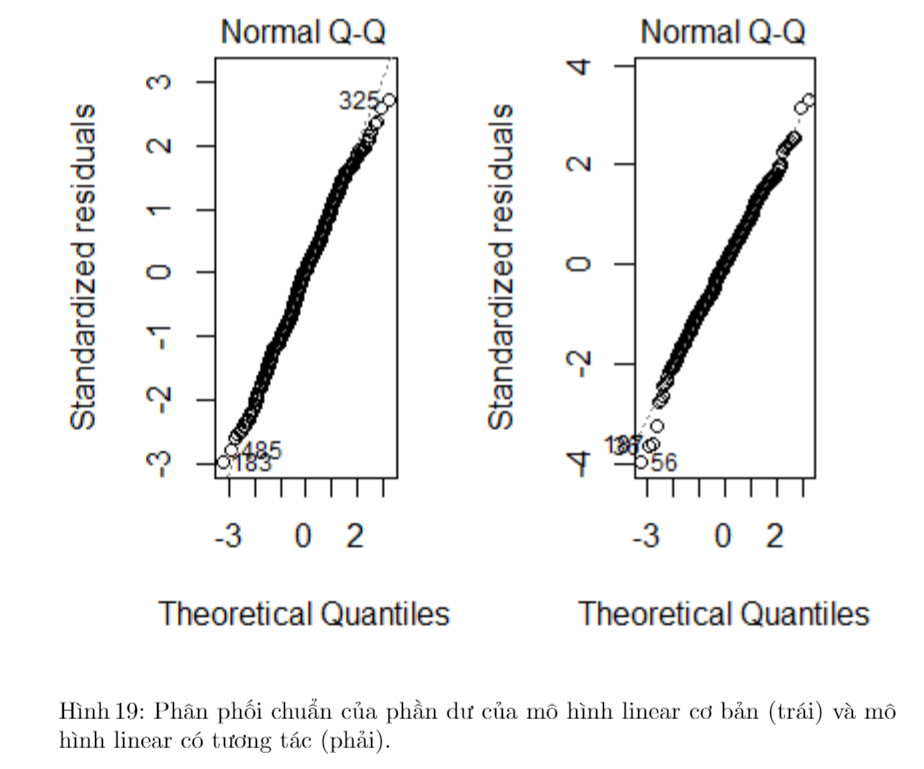 Normal Q-Q
Standardized residuals
3
2
1
0
-1
-2
-3
325
485
183
-3 0 2
Theoretical Quantiles
Normal Q-Q
Standardized residuals
4
2
0
-2
-4
56
-3 0 2
Theoretical Quantiles
Hình 19: Phân phối chuẩn của phần dư của mô hình linear cơ bản (trái) và mô
hình linear có tương tác (phải).